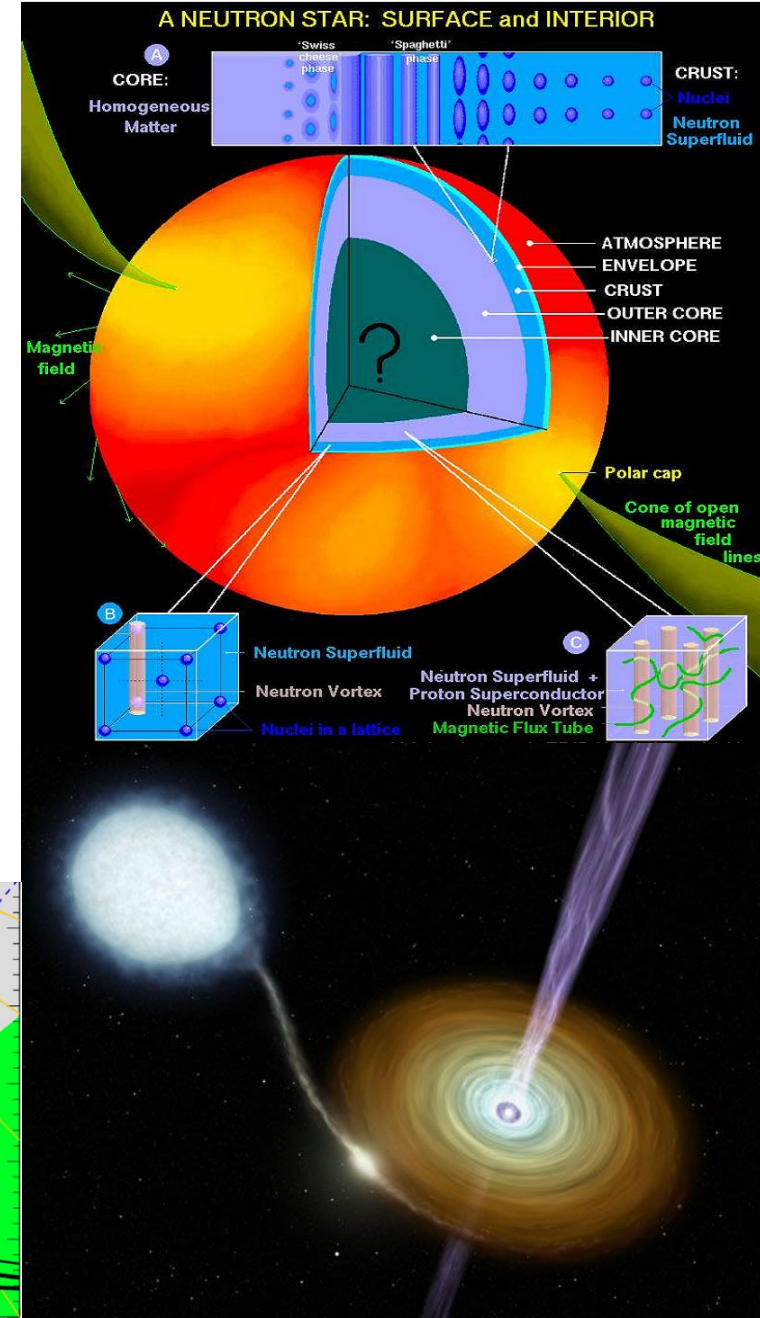 A NEUTRON STAR: SURFACE and INTERIOR
A
'Swiss
cheese'
phase
'Spaghetti'
phase
CORE:
Homogeneous
Matter
CRUST:
Nuclei
Neutron
Superfluid
ATMOSPHERE
ENVELOPE
CRUST
OUTER CORE
INNER CORE
?
Magnetic
field
Polar cap
Cone of open
magnetic
field
lines
B
Neutron Superfluid
Neutron Vortex
Nuclei in a lattice
C
Neutron Superfluid +
Proton Superconductor
Neutron Vortex
Magnetic Flux Tube